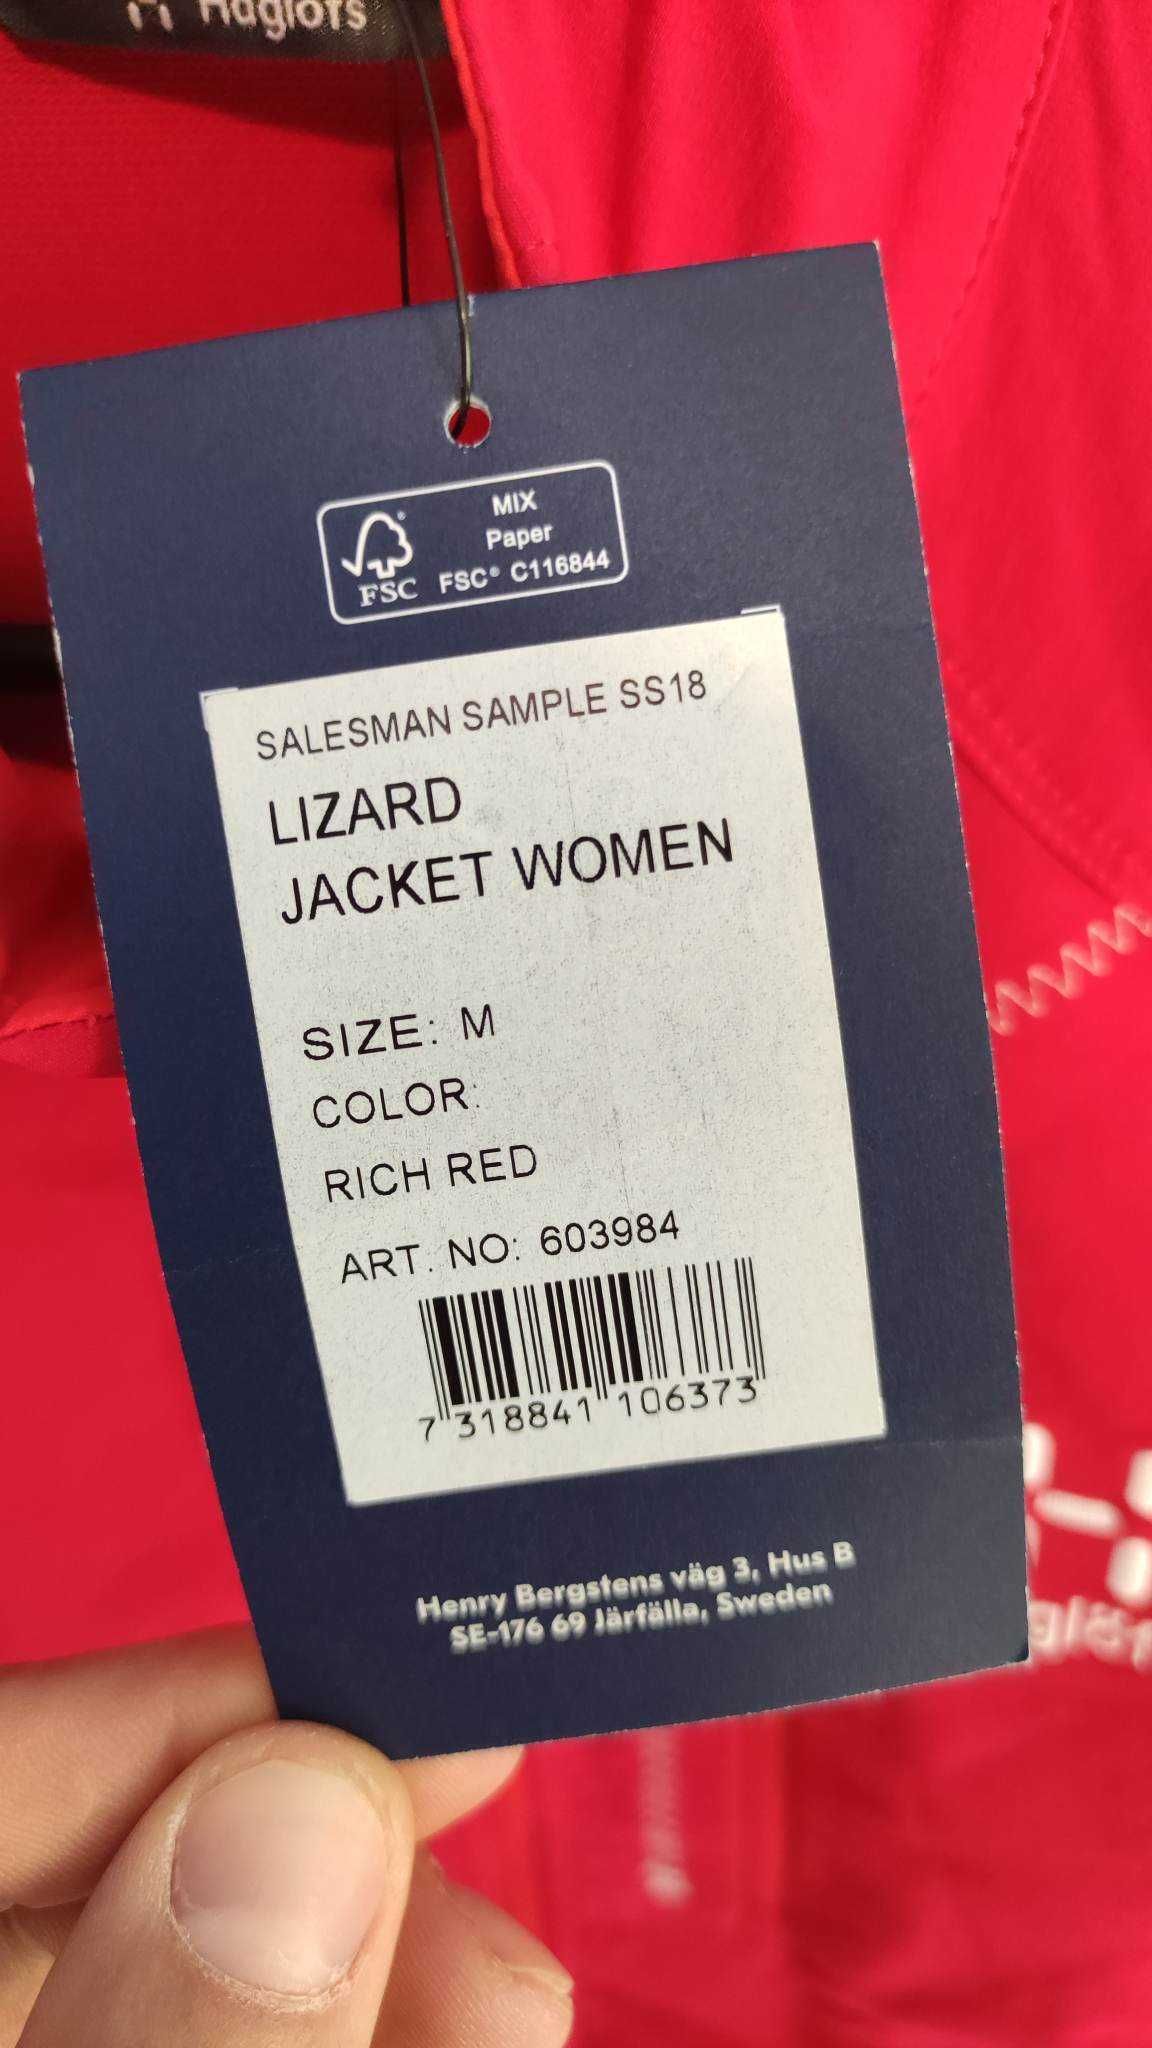 Haglöfs
MIX
Paper
FSC FSC® C116844
SALESMAN SAMPLE SS18
LIZARD
JACKET WOMEN
SIZE: M
COLOR:
RICH RED
ART. NO: 603984
7 318841 106373
Henry Bergstens väg 3, Hus B
SE-176 69 Järfälla, Sweden